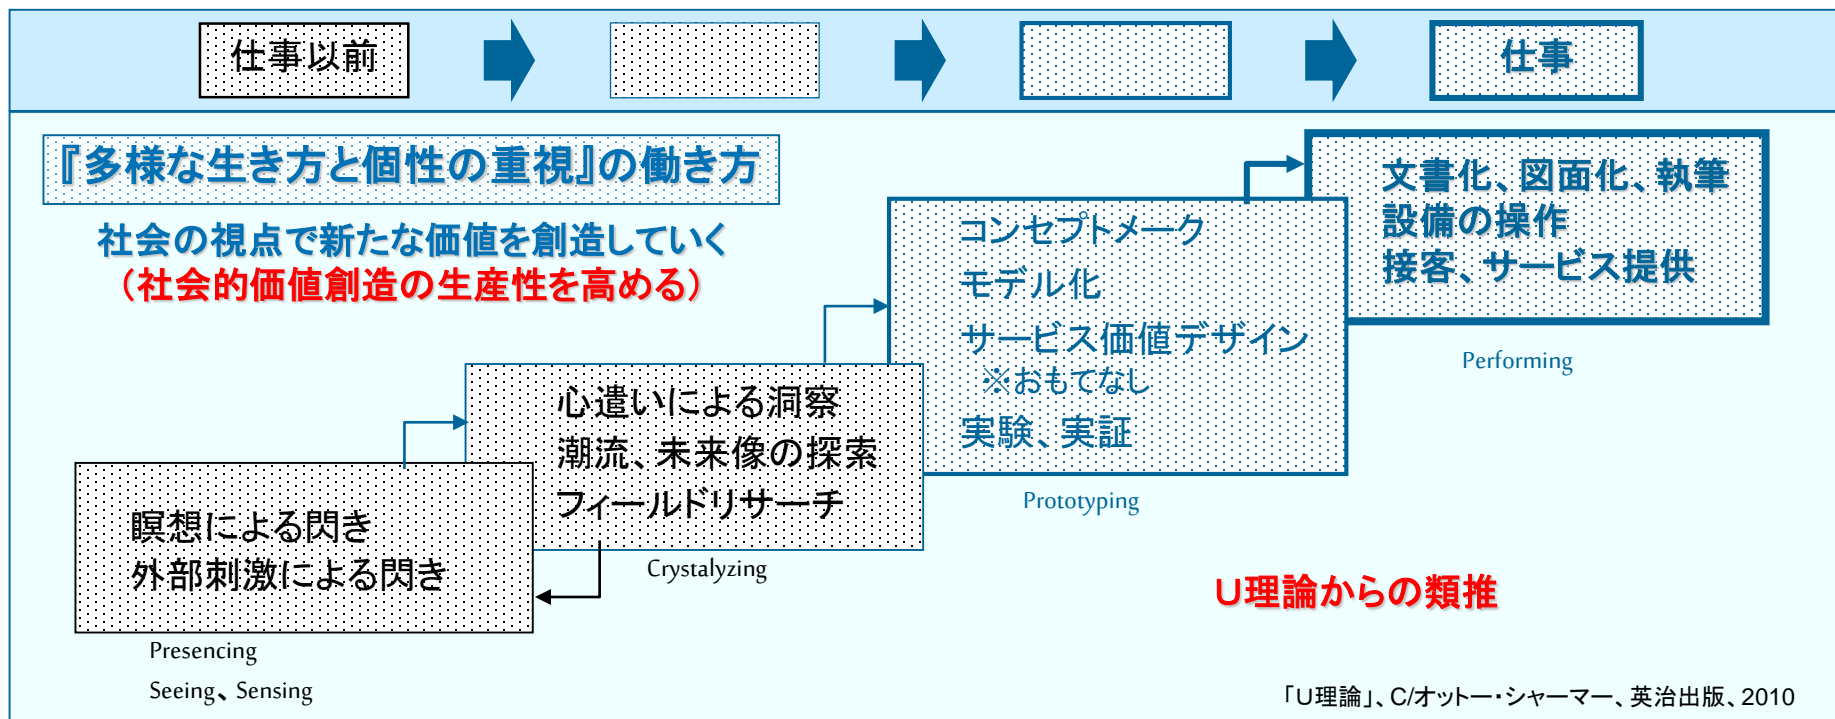 仕事以前
仕事
『多様な生き方と個性の重視』の働き方
社会の視点で新たな価値を創造していく
（社会的価値創造の生産性を高める）
文書化、図面化、執筆
設備の操作
接客、サービス提供
Performing
コンセプトメーク
モデル化
サービス価値デザイン
※おもてなし
実験、実証
Prototyping
心遣いによる洞察
潮流、未来像の探索
フィールドリサーチ
Crystalyzing
瞑想による閃き
外部刺激による閃き
Presencing
Seeing、Sensing
U理論からの類推
「U理論」、C/オットー・シャーマー、英治出版、2010